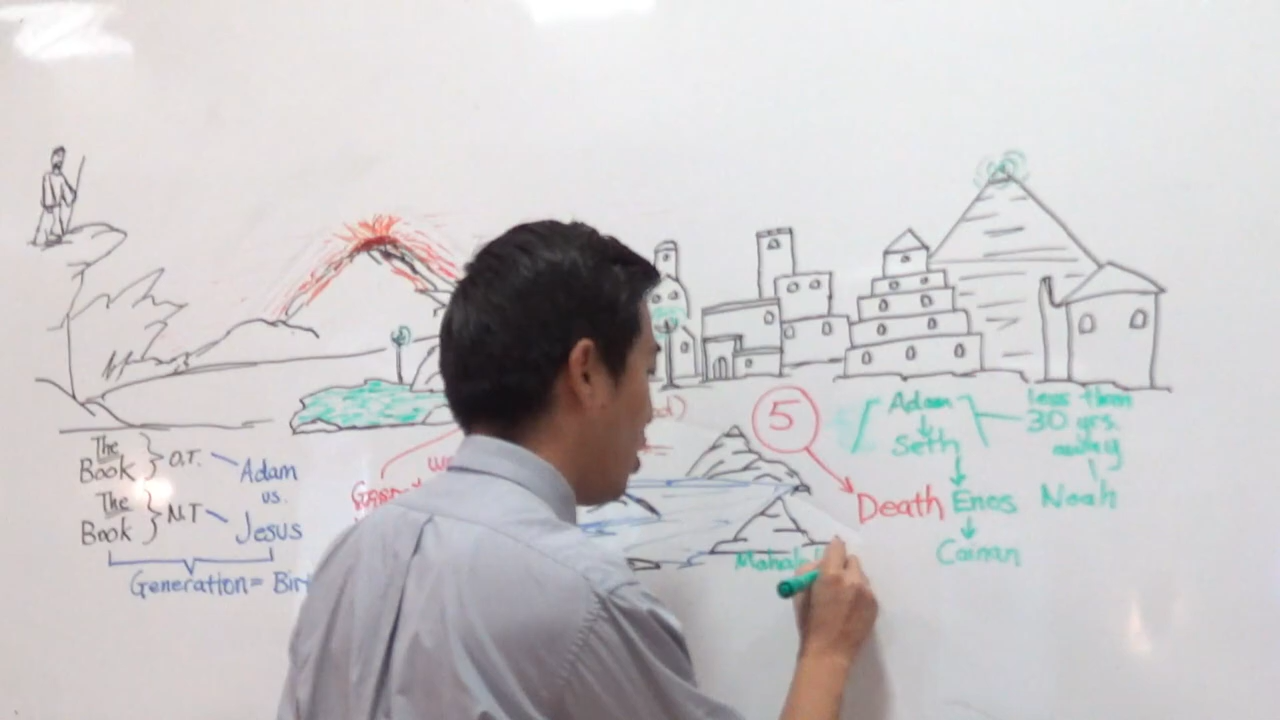 The
Book
O.T.
The
Book
N.T
Adam
vs.
Jesus
Generation=
5
Death
Adam
Seth
Enos
Cainan
less than
30 yrs.
away
Noah